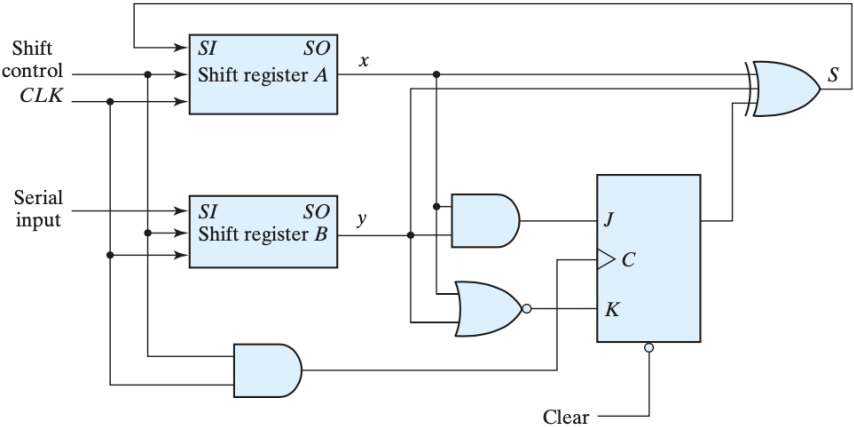 Shift
control
CLK
SI SO
Shift register A
x
S
Serial
input
SI SO
Shift register B
y
J
C
K
Clear